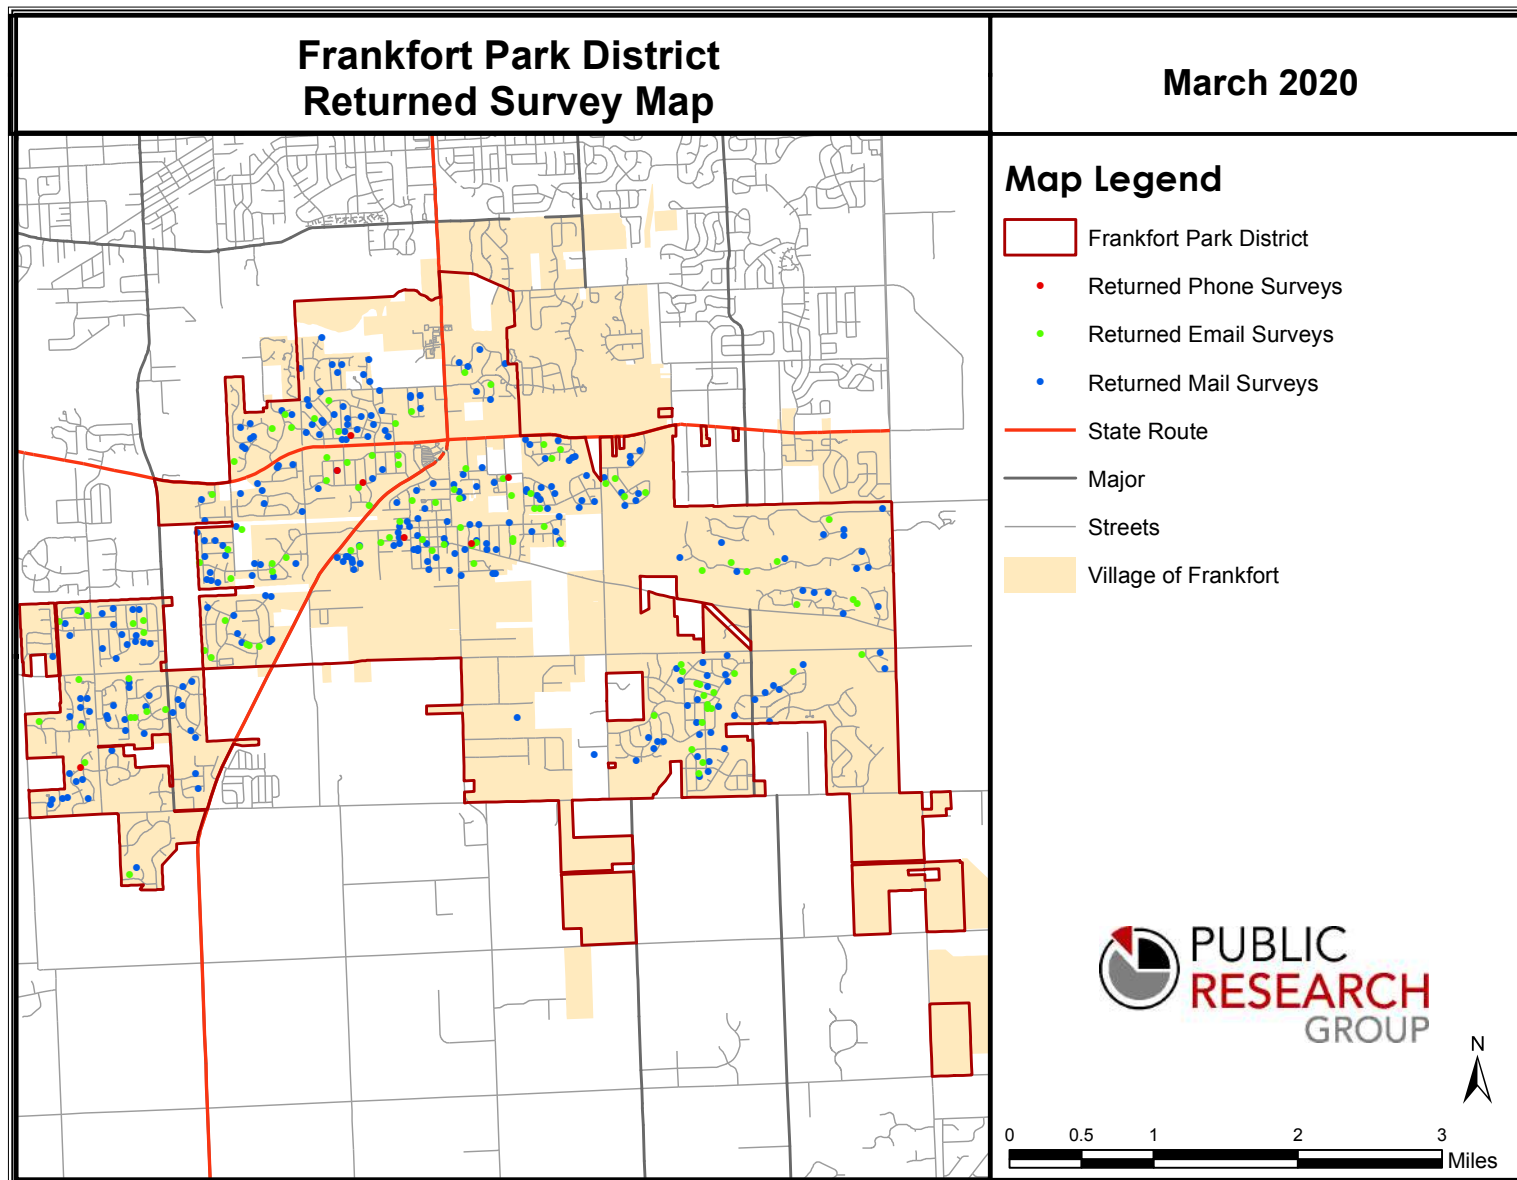 Frankfort Park District
Returned Survey Map
March 2020
Map Legend
Frankfort Park District
Returned Phone Surveys
Returned Email Surveys
Returned Mail Surveys
State Route
Major
Streets
Village of Frankfort
PUBLIC
RESEARCH
GROUP
N
0 0.5 1 2 3
Miles